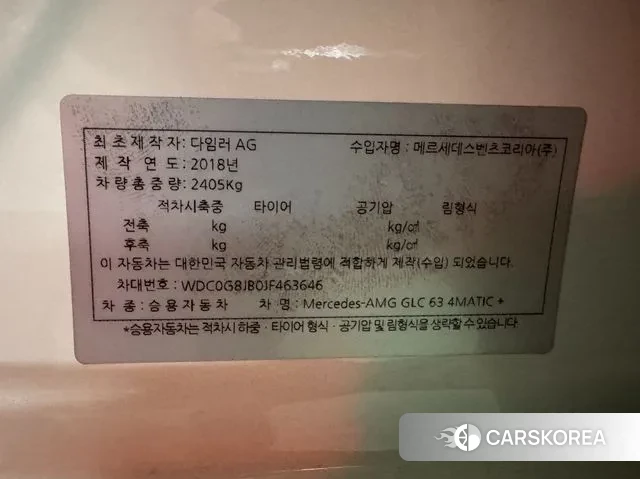 최초제작자: 다임러 AG 수입자명 : 메르세데스벤츠코리아(주)
제 작 연 도: 2018년
차 량 총 중 량: 2405Kg
적차시축중 타이어 공기압 림형식
전축 kg kg/㎠
후축 kg kg/㎠
이 자동차는 대한민국 자동차 관리법령에 적합하게 제작(수입) 되었습니다.
차대번호 : WDC0G8JB0JF463646
차 종 : 승용자동차 차 명 : Mercedes-AMG GLC 63 4MATIC +
*승용자동차는 적차시 하중 · 타이어 형식 · 공기압 및 림형식을 생략할 수 있습니다.
CARSKOREA